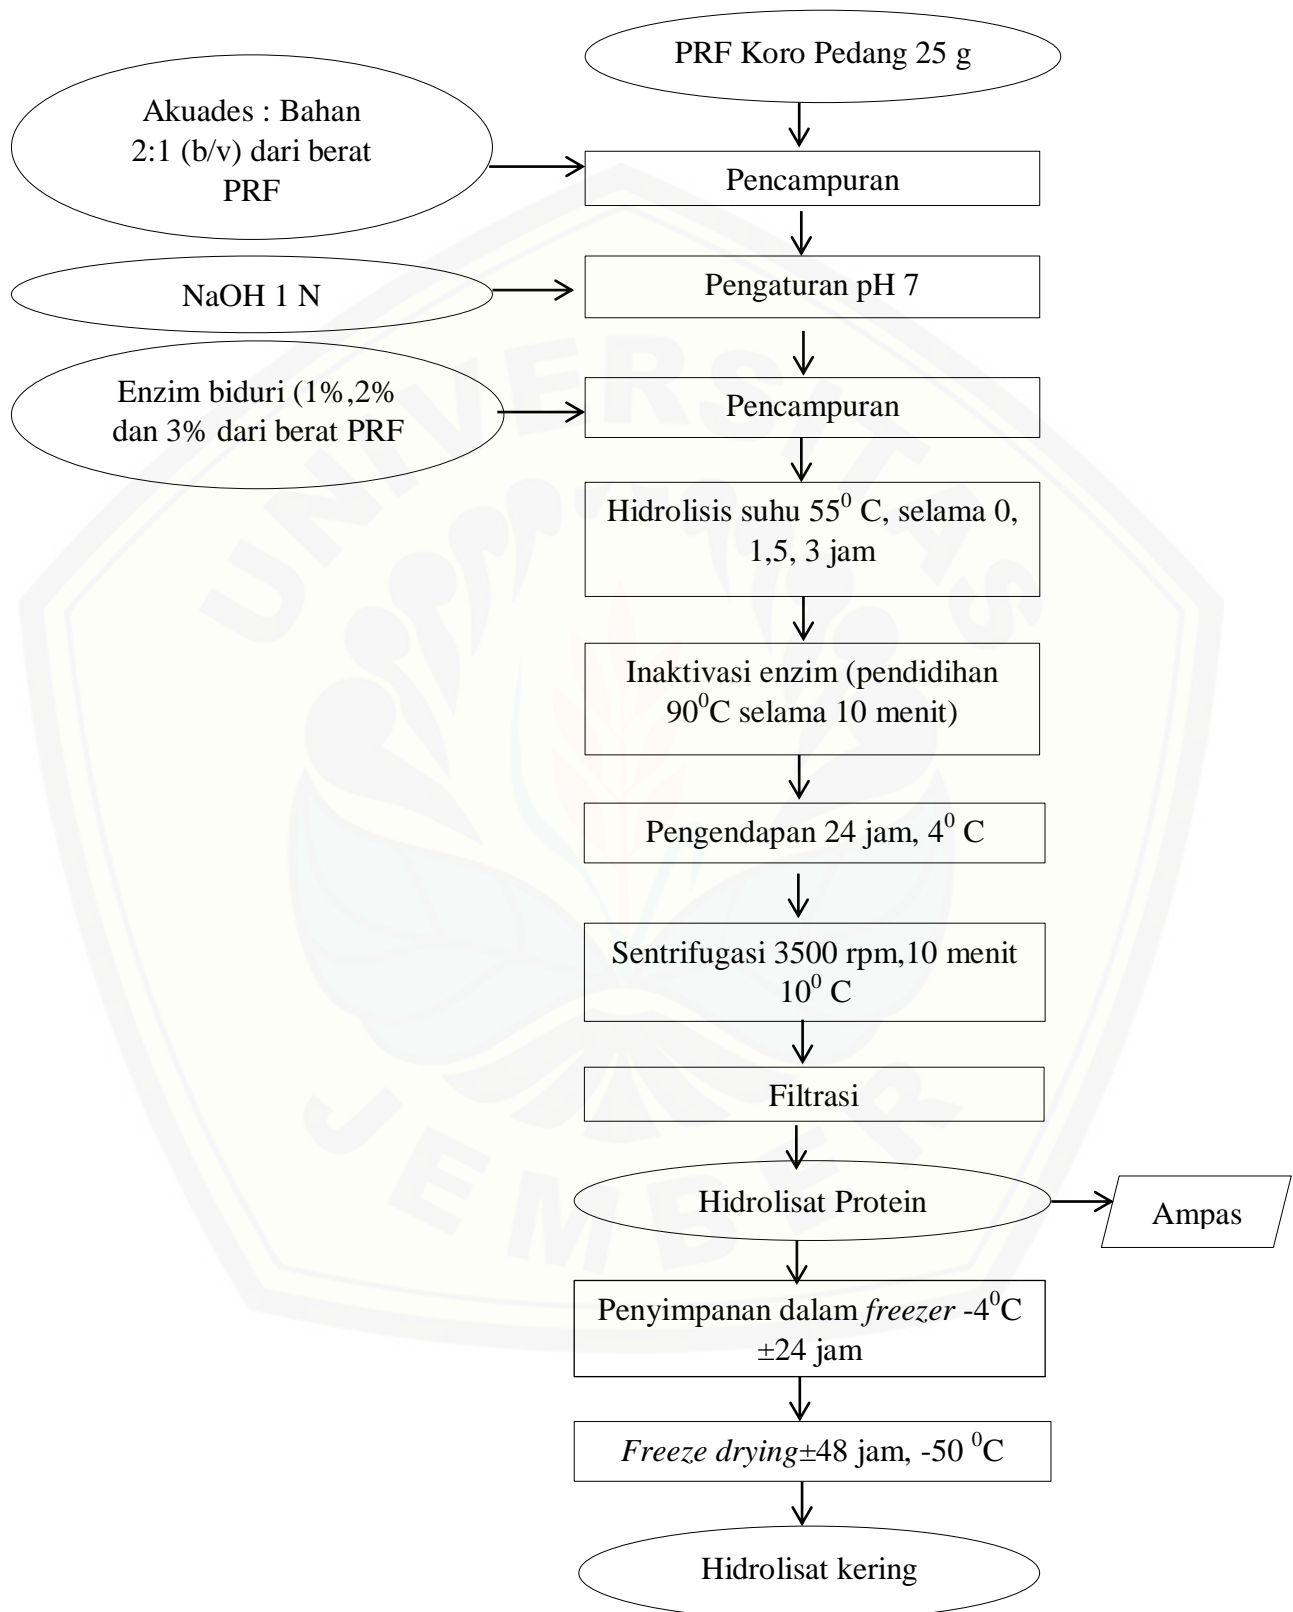 PRF Koro Pedang 25 g
Akuades : Bahan
2:1 (b/v) dari berat
PRF
Pencampuran
NaOH 1 N
Pengaturan pH 7
Enzim biduri (1%,2%
dan 3% dari berat PRF
Pencampuran
Hidrolisis suhu 55⁰ C, selama 0,
1,5, 3 jam
Inaktivasi enzim (pendidihan
90⁰C selama 10 menit)
Pengendapan 24 jam, 4⁰ C
Sentrifugasi 3500 rpm,10 menit
10⁰ C
Filtrasi
Hidrolisat Protein
Ampas
Penyimpanan dalam freezer -4⁰C
±24 jam
Freeze drying±48 jam, -50 ⁰C
Hidrolisat kering
UNIVERSITAS
JEMBER